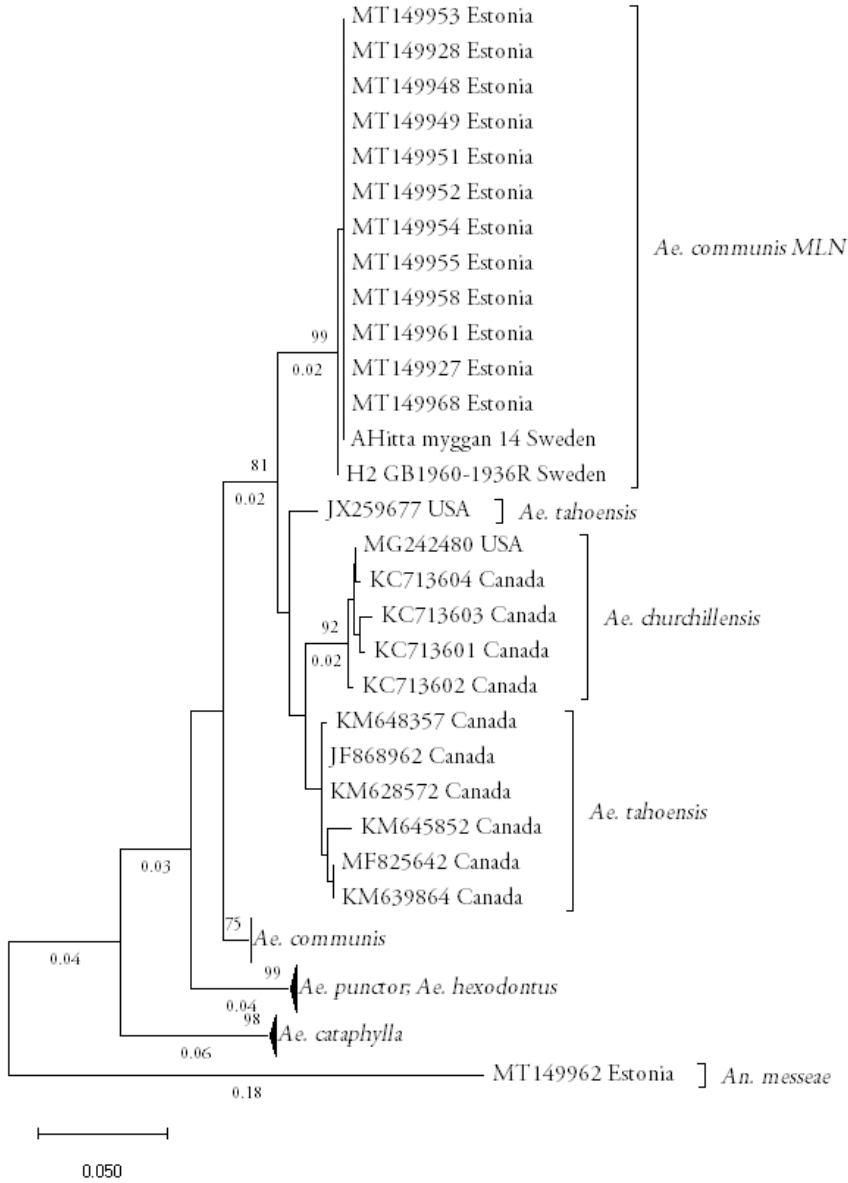 MT149953 Estonia
MT149928 Estonia
MT149948 Estonia
MT149949 Estonia
MT149951 Estonia
MT149952 Estonia
MT149954 Estonia
Ae. communis MLN
MT149955 Estonia
MT149958 Estonia
MT149961 Estonia
99
0.02
MT149927 Estonia
MT149968 Estonia
AHitta myggan 14 Sweden
81
0.02
H2 GB1960-1936R Sweden
JX259677 USA
Ae. tahoensis
MG242480 USA
KC713604 Canada
KC713603 Canada
Ae. churchillensis
92
0.02
KC713601 Canada
KC713602 Canada
KM648357 Canada
JF868962 Canada
KM628572 Canada
Ae. tahoensis
KM645852 Canada
MF825642 Canada
0.03
KM639864 Canada
75
Ae. communis
0.04
99
Ae. punctor; Ae. hexodontus
0.04
98
Ae. cataphylla
0.06
MT149962 Estonia
An. messeae
0.18
0.050